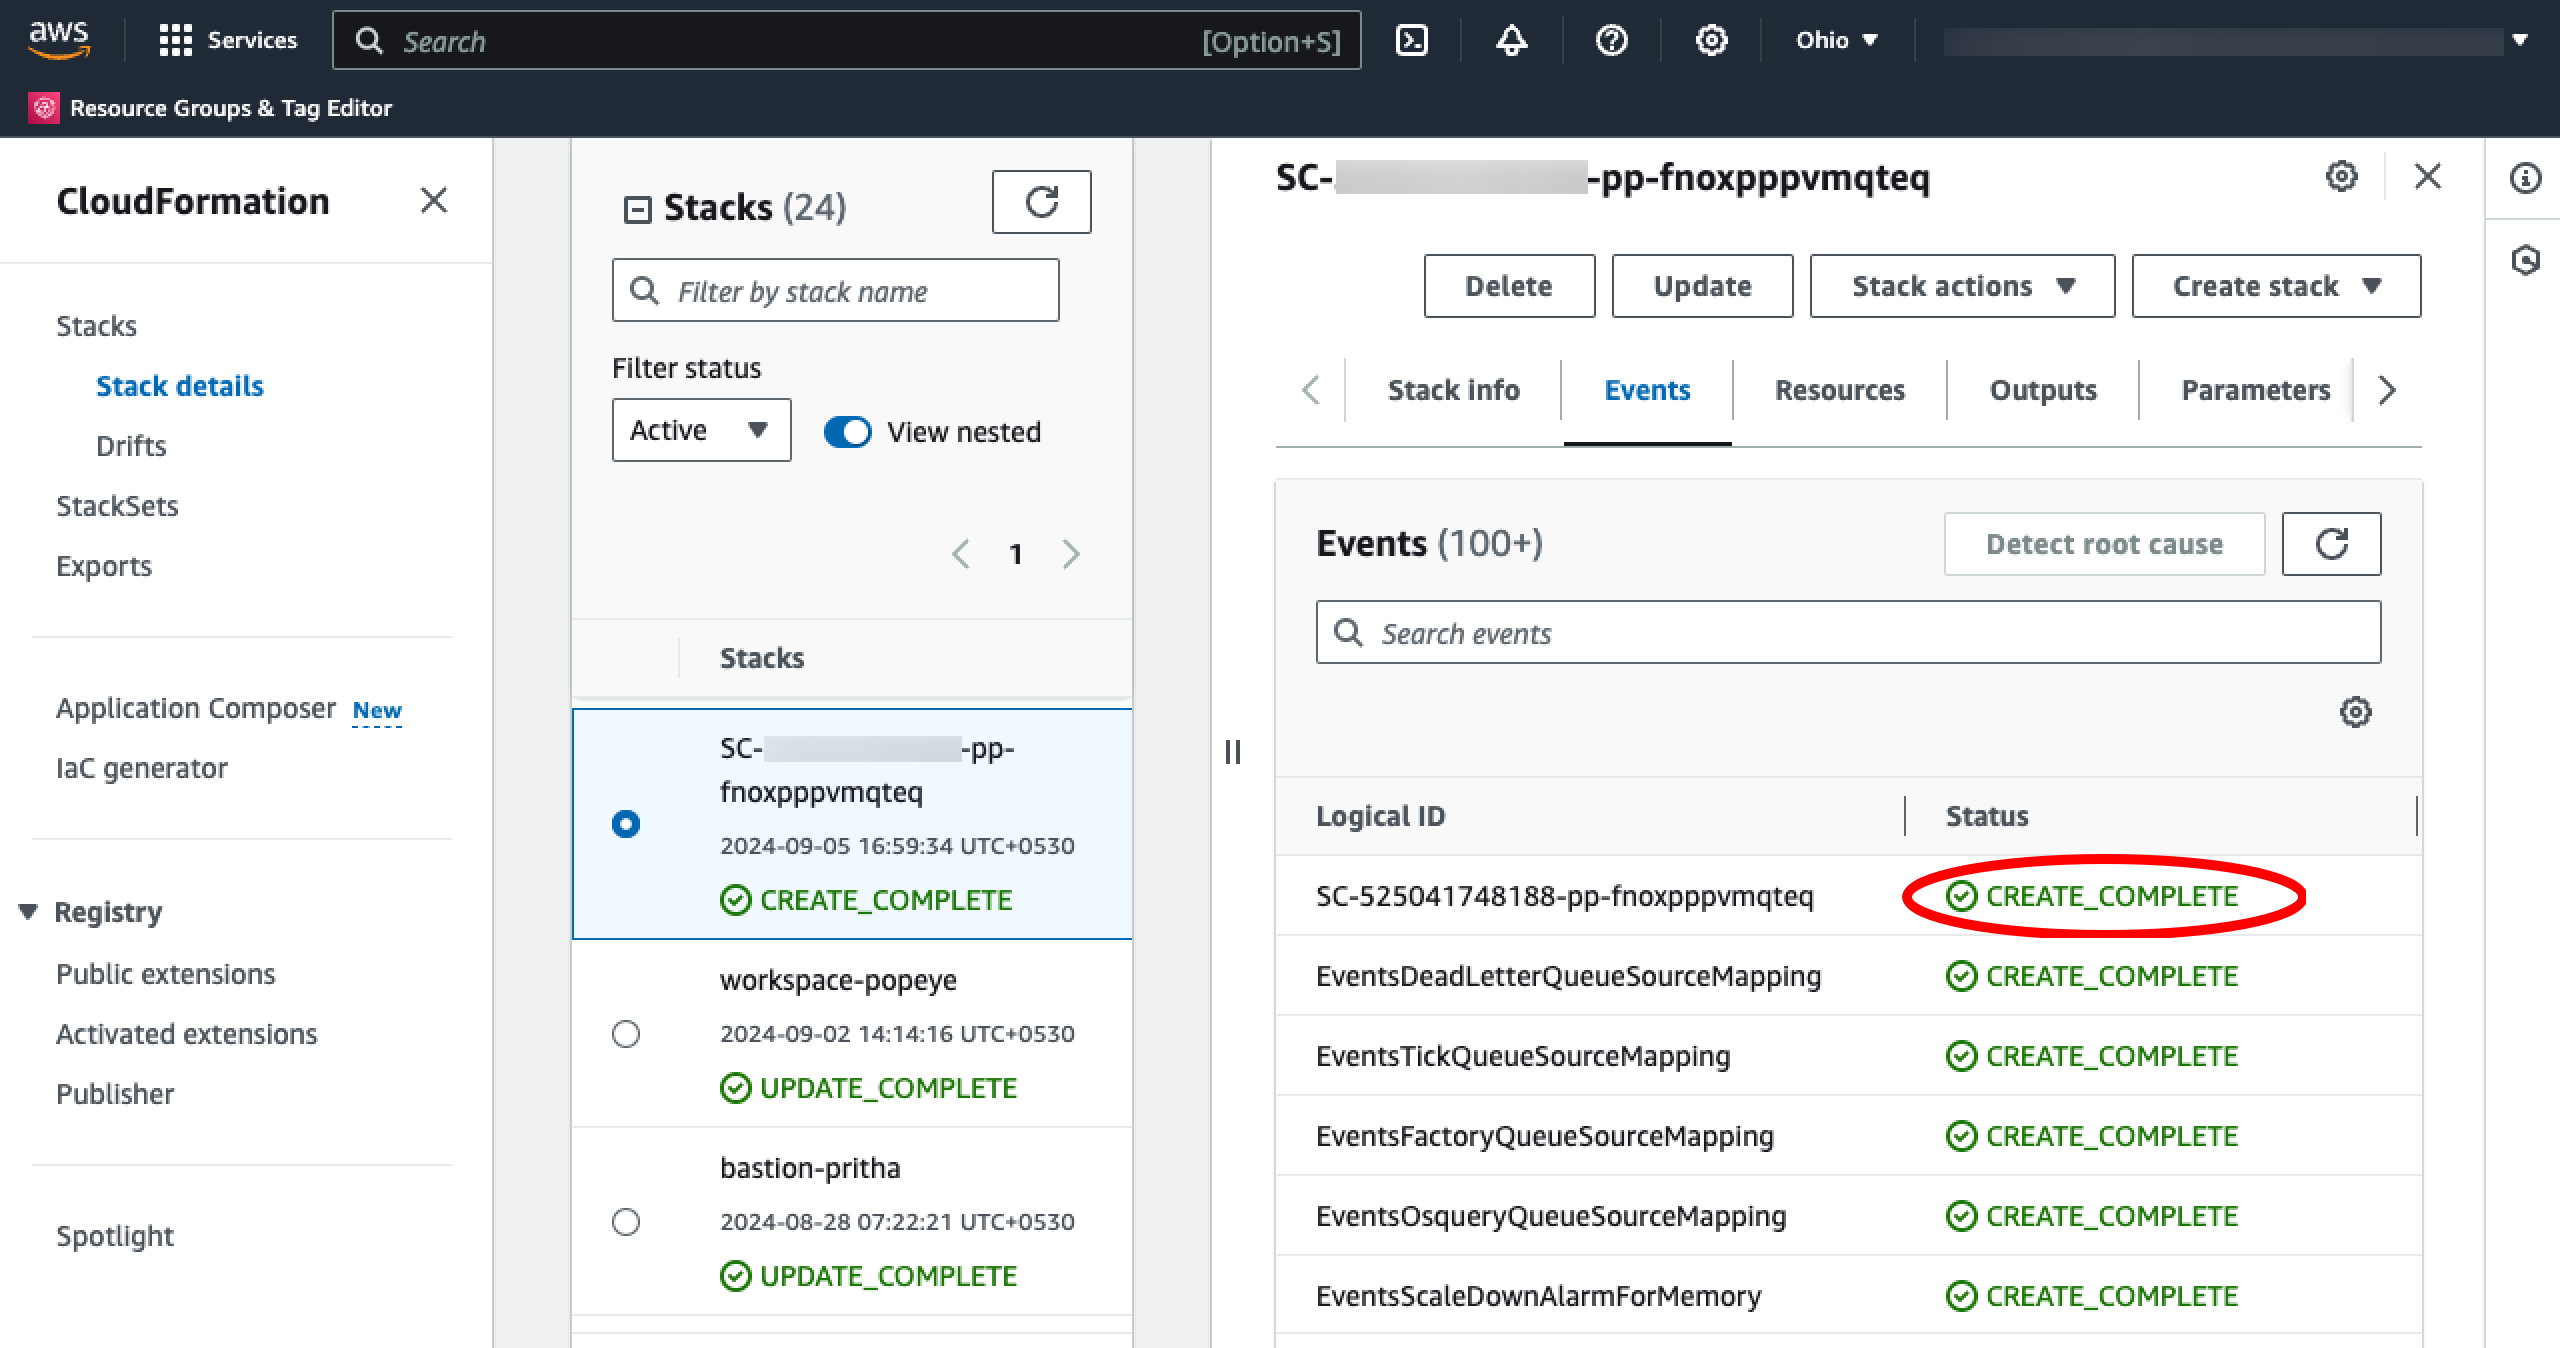 aws
Services
Search
[Option+S]
Ohio
Resource Groups & Tag Editor
CloudFormation
Stacks
Stack details
Drifts
StackSets
Exports
Application Composer New
IaC generator
Registry
Public extensions
Activated extensions
Publisher
Spotlight
Stacks (24)
Filter by stack name
Filter status
Active
View nested
1
Stacks
SC- -pp-
fnoxpppvmqteq
2024-09-05 16:59:34 UTC+0530
CREATE_COMPLETE
workspace-popeye
2024-09-02 14:14:16 UTC+0530
UPDATE_COMPLETE
bastion-pritha
2024-08-28 07:22:21 UTC+0530
UPDATE_COMPLETE
SC- -pp-fnoxpppvmqteq
Delete
Update
Stack actions
Create stack
Stack info
Events
Resources
Outputs
Parameters
Events (100+)
Detect root cause
Search events
Logical ID
Status
SC-525041748188-pp-fnoxpppvmqteq
CREATE_COMPLETE
EventsDeadLetterQueueSourceMapping
CREATE_COMPLETE
EventsTickQueueSourceMapping
CREATE_COMPLETE
EventsFactoryQueueSourceMapping
CREATE_COMPLETE
EventsOsqueryQueueSourceMapping
CREATE_COMPLETE
EventsScaleDownAlarmForMemory
CREATE_COMPLETE